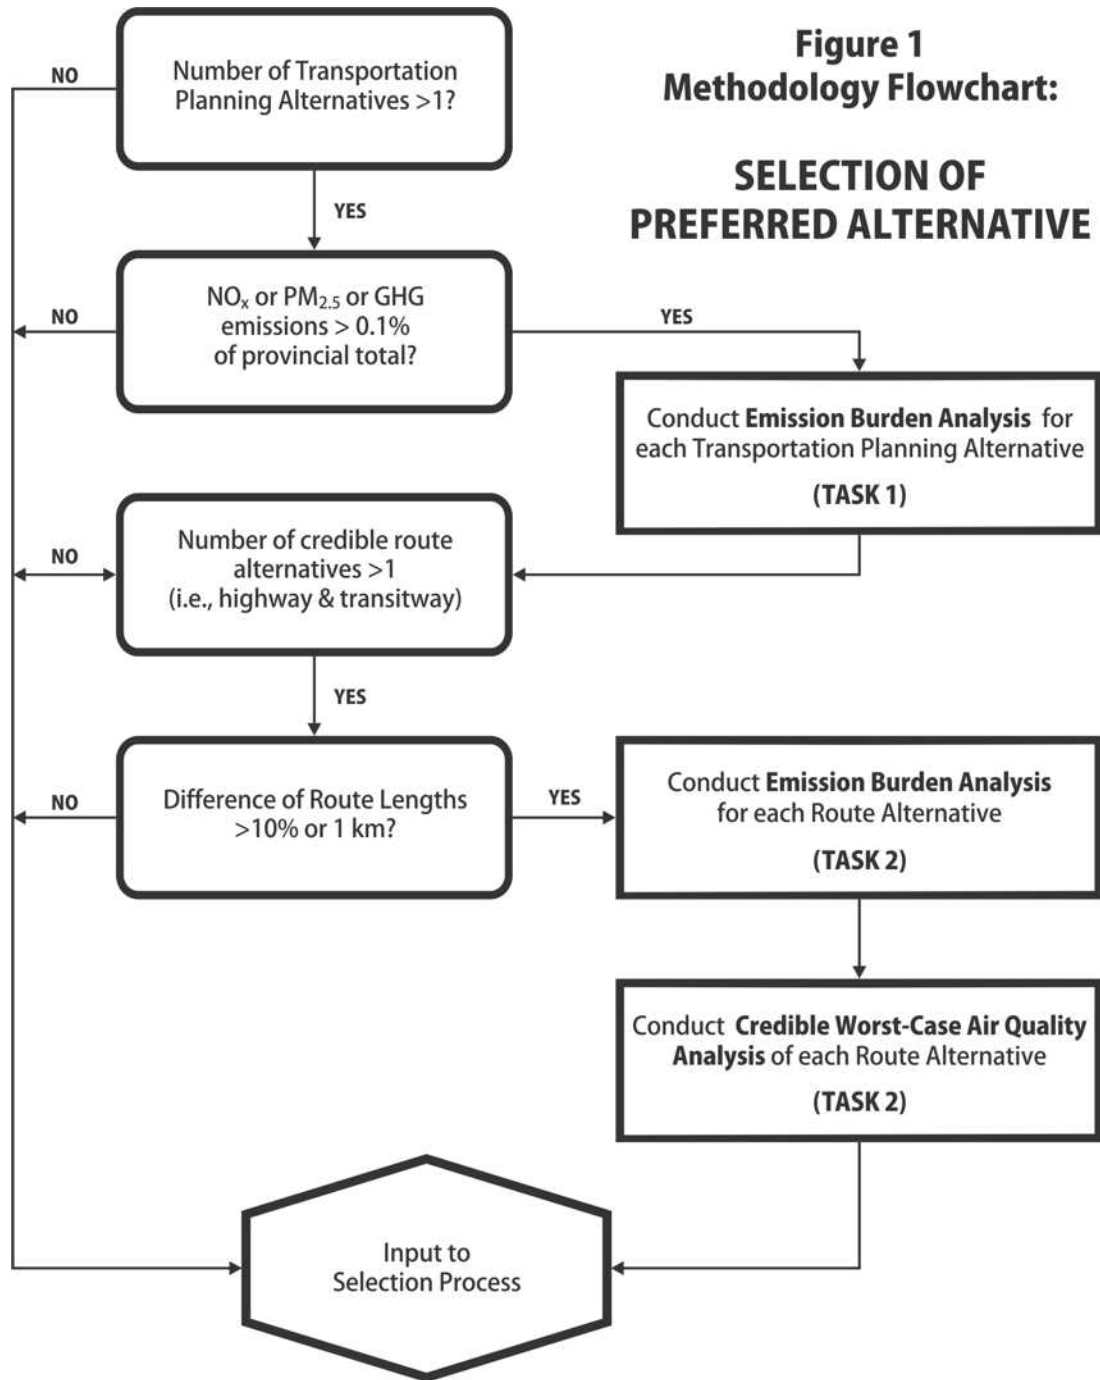 Figure 1
Methodology Flowchart:
SELECTION OF
PREFERRED ALTERNATIVE
Number of Transportation
Planning Alternatives >1?
NO
YES
NOₓ or PM₂.₅ or GHG
emissions > 0.1%
of provincial total?
NO
YES
Conduct Emission Burden Analysis for
each Transportation Planning Alternative
(TASK 1)
Number of credible route
alternatives >1
(i.e., highway & transitway)
NO
YES
Difference of Route Lengths
>10% or 1 km?
NO
YES
Conduct Emission Burden Analysis
for each Route Alternative
(TASK 2)
Conduct Credible Worst-Case Air Quality
Analysis of each Route Alternative
(TASK 2)
Input to
Selection Process